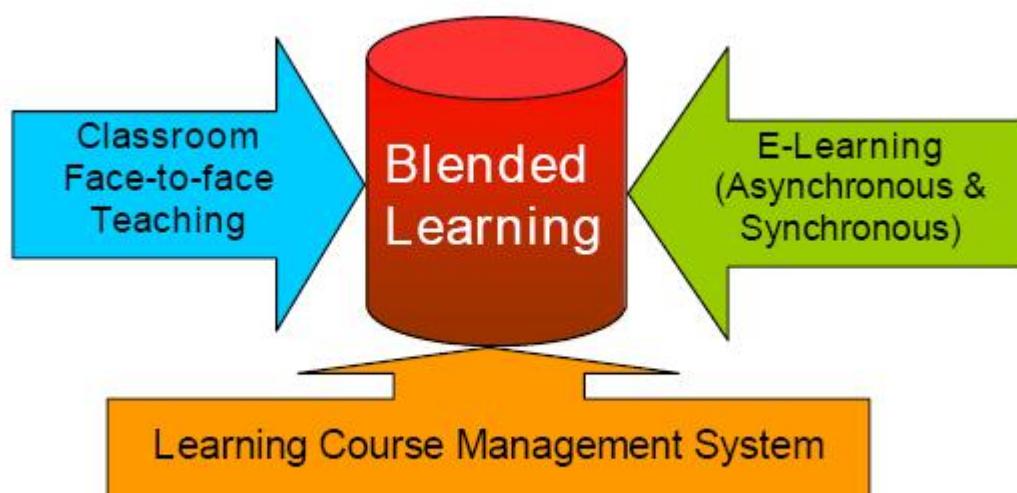 Classroom
Face-to-face
Teaching
Blended
Learning
E-Learning
(Asynchronous &
Synchronous)
Learning Course Management System